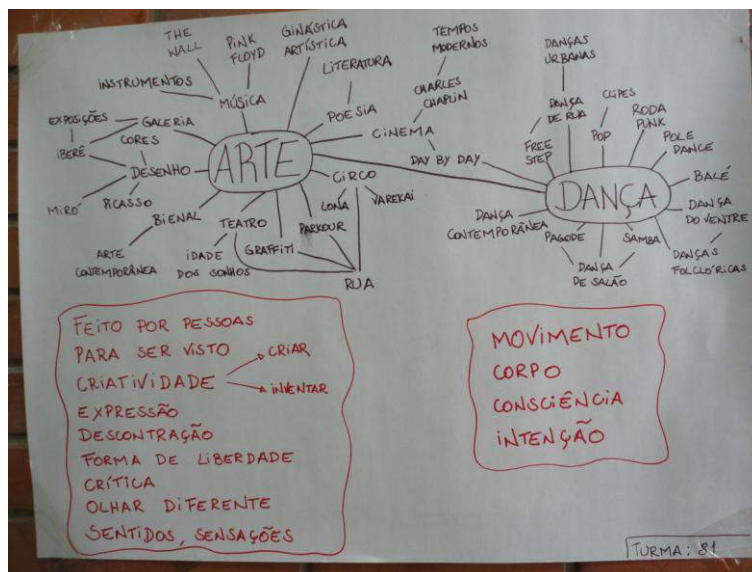 THE
WALL
PINK
FLOYD
GINÁSTICA
ARTÍSTICA
INSTRUMENTOS
MÚSICA
LITERATURA
POESIA
TEMPOS
MODERNOS
CHARLES
CHAPLIN
CINEMA
DAY BY DAY
EXPOSIÇÕES
GALERIA
IBERÊ
CORES
DESENHO
MIRÓ
PICASSO
ARTE
BIENAL
ARTE
CONTEMPORÂNEA
TEATRO
IDADE
DOS SONHOS
GRAFFITI
CIRCO
LONA
VAREKAI
PARKOUR
RUA
DANÇAS
URBANAS
DANÇA
DE RUA
FREE
STEP
CLIPES
POP
RODA
PUNK
POLE
DANCE
BALÉ
DANÇA
DANÇA
DO VENTRE
DANÇAS
FOLCLÓRICAS
SAMBA
DANÇA
DE SALÃO
PAGODE
DANÇA
CONTEMPORÂNEA
FEITO POR PESSOAS
PARA SER VISTO
CRIATIVIDADE
CRIAR
INVENTAR
EXPRESSÃO
DESCONTRAÇÃO
FORMA DE LIBERDADE
CRÍTICA
OLHAR DIFERENTE
SENTIDOS, SENSAÇÕES
MOVIMENTO
CORPO
CONSCIÊNCIA
INTENÇÃO
TURMA: 81